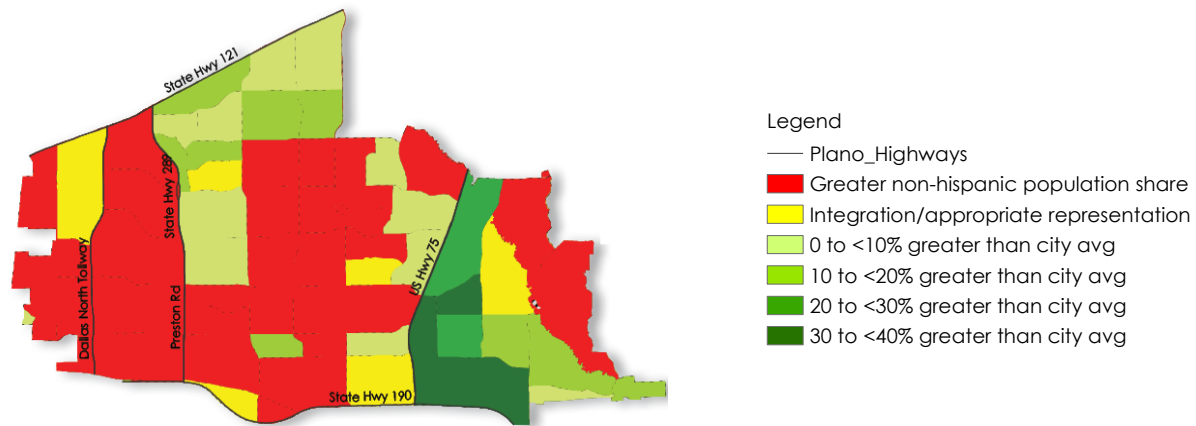 State Hwy 121
State Hwy 289
Dallas North Tollway
Preston Rd
US Hwy 75
State Hwy 190
Legend
Plano_Highways
Greater non-hispanic population share
Integration/appropriate representation
0 to <10% greater than city avg
10 to <20% greater than city avg
20 to <30% greater than city avg
30 to <40% greater than city avg